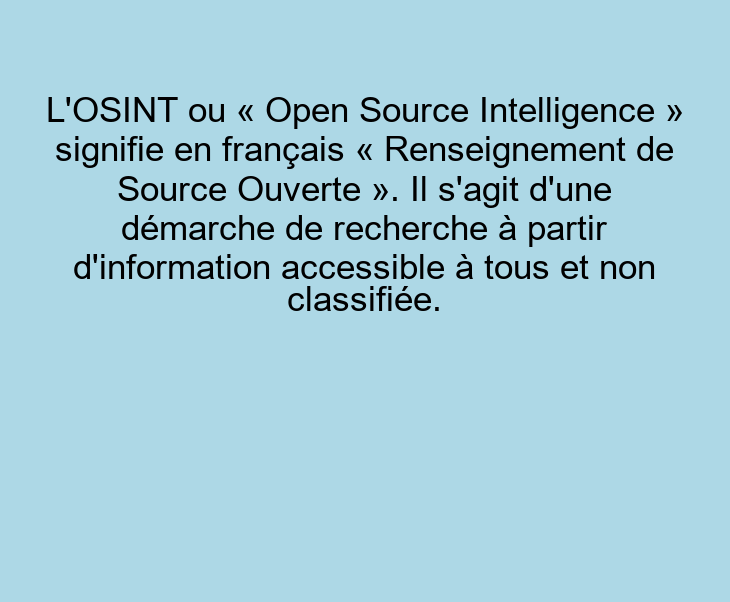 L'OSINT ou « Open Source Intelligence »
signifie en français « Renseignement de
Source Ouverte ». Il s'agit d'une
démarche de recherche à partir
d'information accessible à tous et non
classifiée.